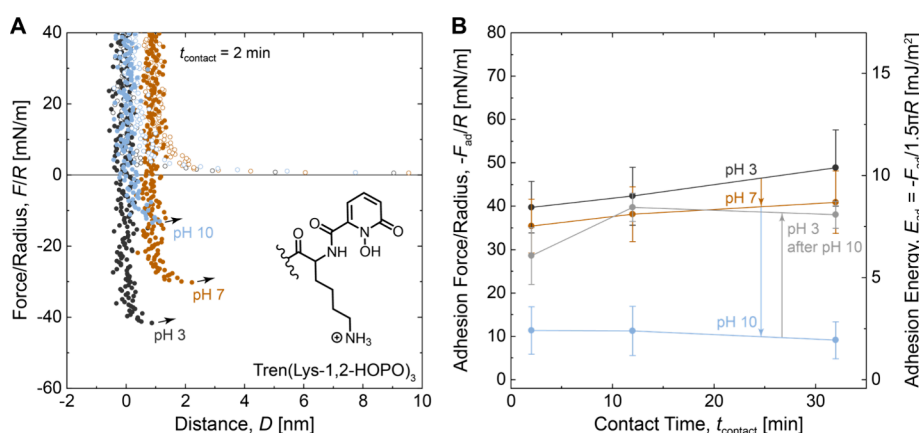 A
40
30
20
10
0
-20
-40
-60
Force/Radius, F/R [mN/m]
t_contact = 2 min
pH 10
pH 7
pH 3
O
NH
O
N
O
OH
NH₃
+
Tren(Lys-1,2-HOPO)₃
-2
0
2
4
6
8
10
Distance, D [nm]
B
80
70
60
50
40
30
20
10
0
Adhesion Force/Radius, -F_ad/R [mN/m]
pH 3
pH 7
pH 3
after pH 10
pH 10
0
10
20
30
Contact Time, t_contact [min]
15
10
5
0
Adhesion Energy, E_ad = -F_ad/1.5πR [mJ/m²]